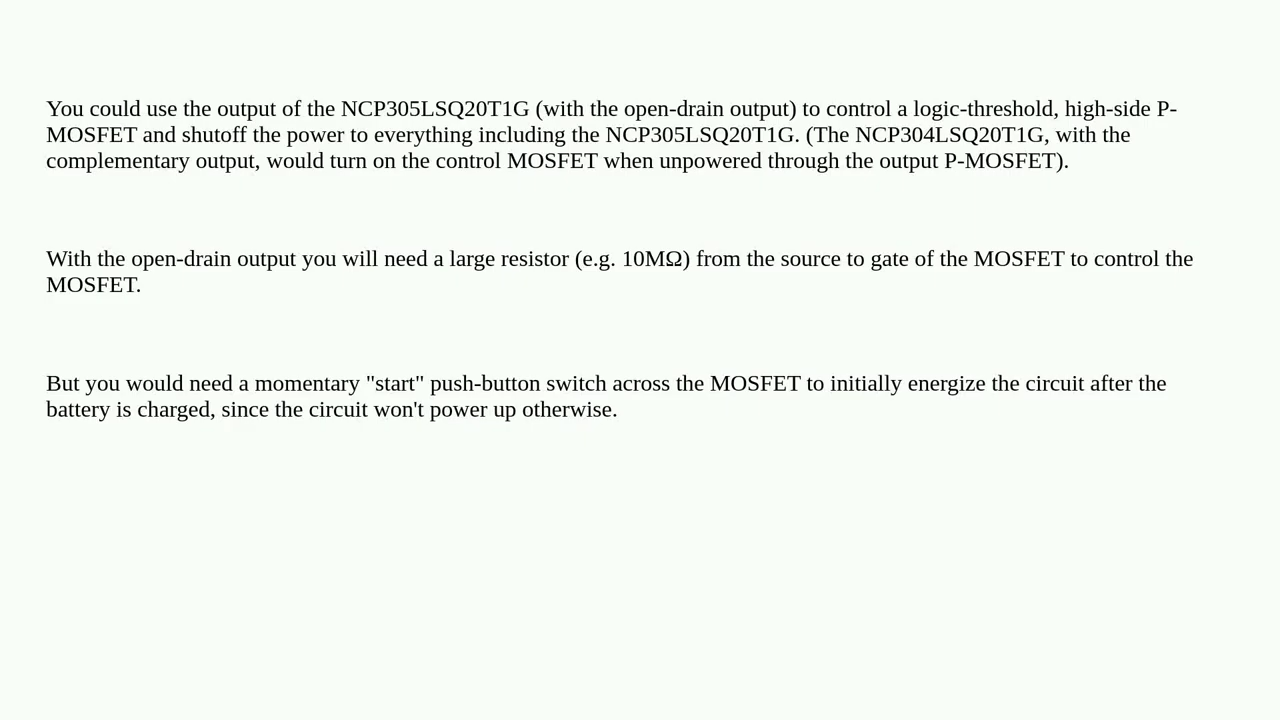 You could use the output of the NCP305LSQ20T1G (with the open-drain output) to control a logic-threshold, high-side P-
MOSFET and shutoff the power to everything including the NCP305LSQ20T1G. (The NCP304LSQ20T1G, with the
complementary output, would turn on the control MOSFET when unpowered through the output P-MOSFET).
With the open-drain output you will need a large resistor (e.g. 10MΩ) from the source to gate of the MOSFET to control the
MOSFET.
But you would need a momentary "start" push-button switch across the MOSFET to initially energize the circuit after the
battery is charged, since the circuit won't power up otherwise.